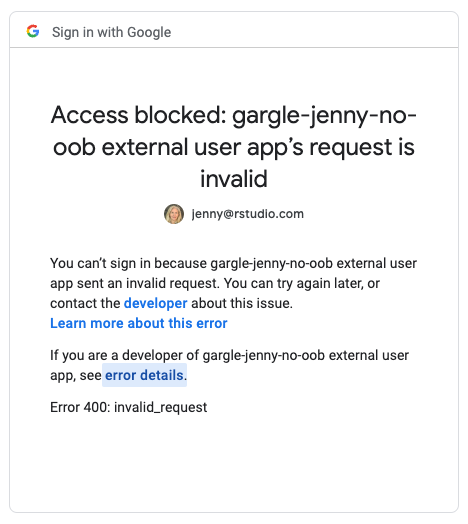 Sign in with Google
Access blocked: gargle-jenny-no-
oob external user app’s request is
invalid
jenny@rstudio.com
You can’t sign in because gargle-jenny-no-oob external user
app sent an invalid request. You can try again later, or
contact the developer about this issue.
Learn more about this error
If you are a developer of gargle-jenny-no-oob external user
app, see error details.
Error 400: invalid_request